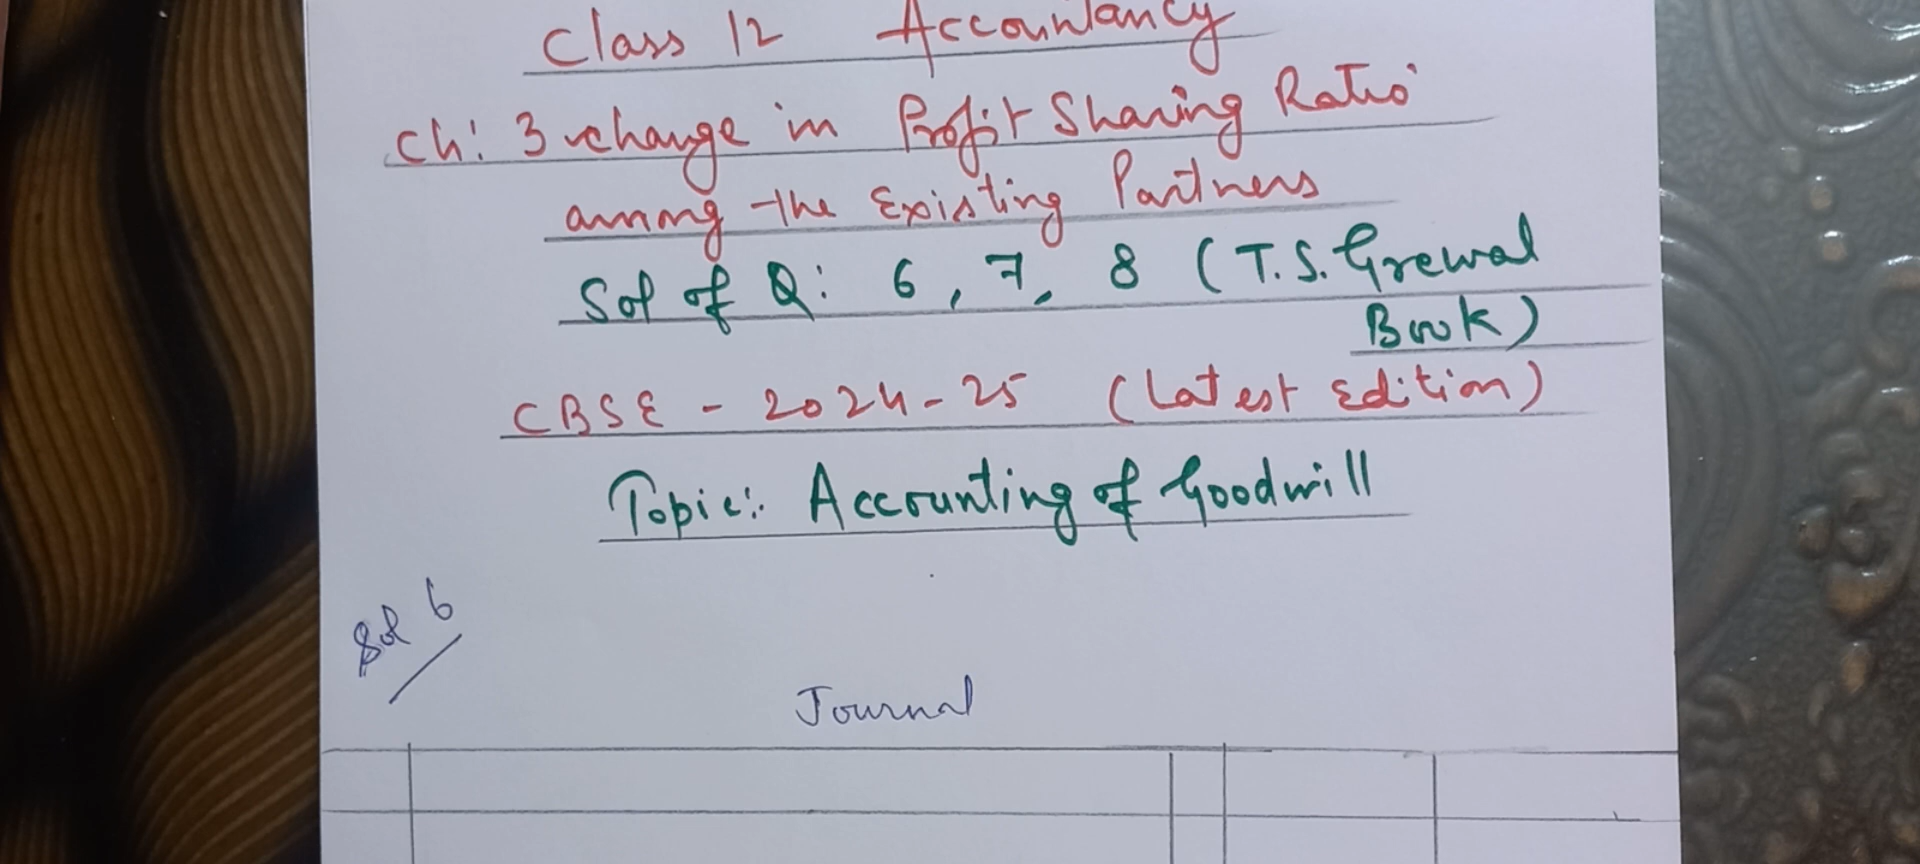 Class 12 Accountancy
Ch: 3 change in Profit Sharing Ratio
among the Existing Partners
Sol of Q: 6, 7, 8 (T.S. Grewal
Book)
CBSE - 2024-25 (Latest Edition)
Topic:- Accounting of Goodwill
Sol 6
Journal